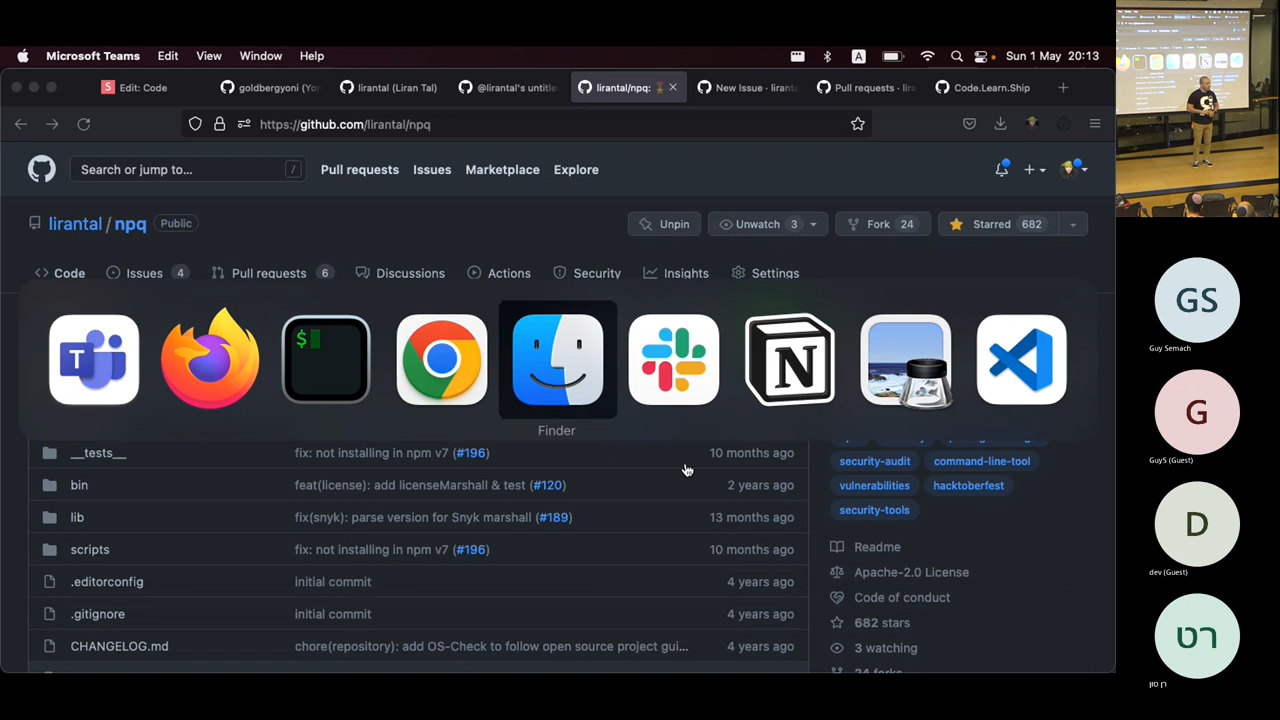 Microsoft Teams Edit View Window Help A Sun 1 May 20:13
S Edit: Code goldbergyoni (Yon lirantal (Liran Tal) @lirantal's untitle lirantal/npq: New Issue · liranta Pull requests · lira Code.Learn.Ship
https://github.com/lirantal/npq
Search or jump to... / Pull requests Issues Marketplace Explore
lirantal / npq Public Unpin Unwatch 3 Fork 24 Starred 682
Code Issues 4 Pull requests 6 Discussions Actions Security Insights Settings
T $ N
Finder
__tests__ fix: not installing in npm v7 (#196) 10 months ago
security-audit command-line-tool
bin feat(license): add licenseMarshall & test (#120) 2 years ago
vulnerabilities hacktoberfest
lib fix(snyk): parse version for Snyk marshall (#189) 13 months ago
security-tools
scripts fix: not installing in npm v7 (#196) 10 months ago
Readme
.editorconfig initial commit 4 years ago
Apache-2.0 License
.gitignore initial commit 4 years ago
Code of conduct
682 stars
CHANGELOG.md chore(repository): add OS-Check to follow open source project gui... 4 years ago
3 watching
24 forks
GS
Guy Semach
G
GuyS (Guest)
D
dev (Guest)
רט